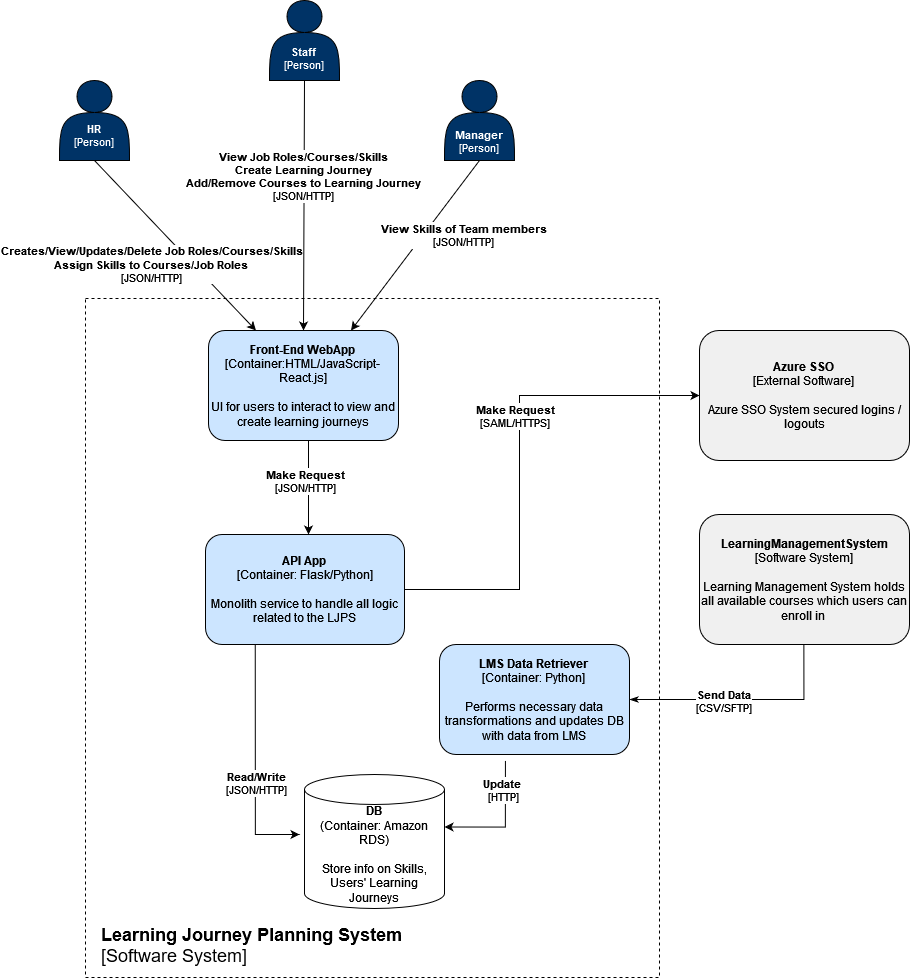 Staff
[Person]
HR
[Person]
Manager
[Person]
View Job Roles/Courses/Skills
Create Learning Journey
Add/Remove Courses to Learning Journey
[JSON/HTTP]
View Skills of Team members
[JSON/HTTP]
Creates/View/Updates/Delete Job Roles/Courses/Skills
Assign Skills to Courses/Job Roles
[JSON/HTTP]
Front-End WebApp
[Container:HTML/JavaScript-
React.js]
UI for users to interact to view and
create learning journeys
Azure SSO
[External Software]
Azure SSO System secured logins /
logouts
Make Request
[SAML/HTTPS]
Make Request
[JSON/HTTP]
API App
[Container: Flask/Python]
Monolith service to handle all logic
related to the LJPS
LearningManagementSystem
[Software System]
Learning Management System holds
all available courses which users can
enroll in
LMS Data Retriever
[Container: Python]
Performs necessary data
transformations and updates DB
with data from LMS
Send Data
[CSV/SFTP]
Read/Write
[JSON/HTTP]
Update
[HTTP]
DB
(Container: Amazon
RDS)
Store info on Skills,
Users' Learning
Journeys
Learning Journey Planning System
[Software System]